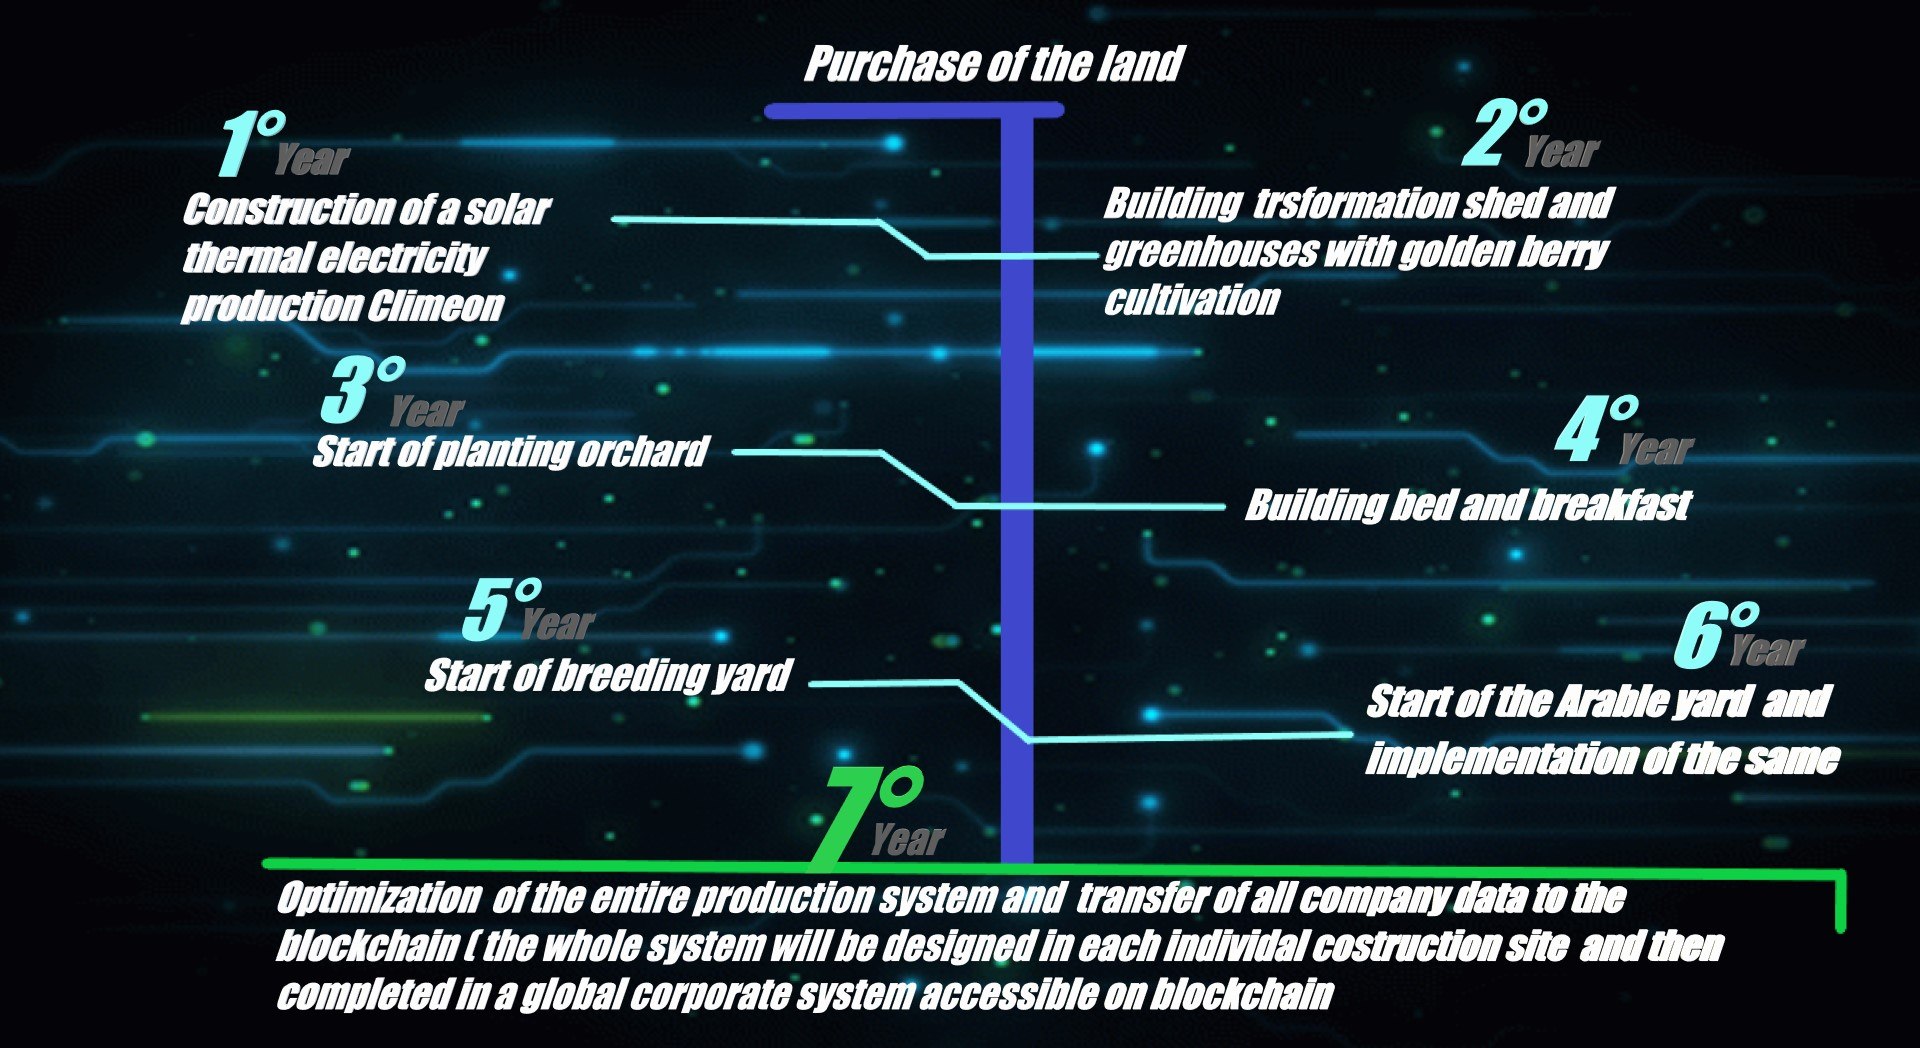 Purchase of the land
1° Year
Construction of a solar
thermal electricity
production Climeon
2° Year
Building trsformation shed and
greenhouses with golden berry
cultivation
3° Year
Start of planting orchard
4° Year
Building bed and breakfast
5° Year
Start of breeding yard
6° Year
Start of the Arable yard and
implementation of the same
7° Year
Optimization of the entire production system and transfer of all company data to the
blockchain ( the whole system will be designed in each individal costruction site and then
completed in a global corporate system accessible on blockchain